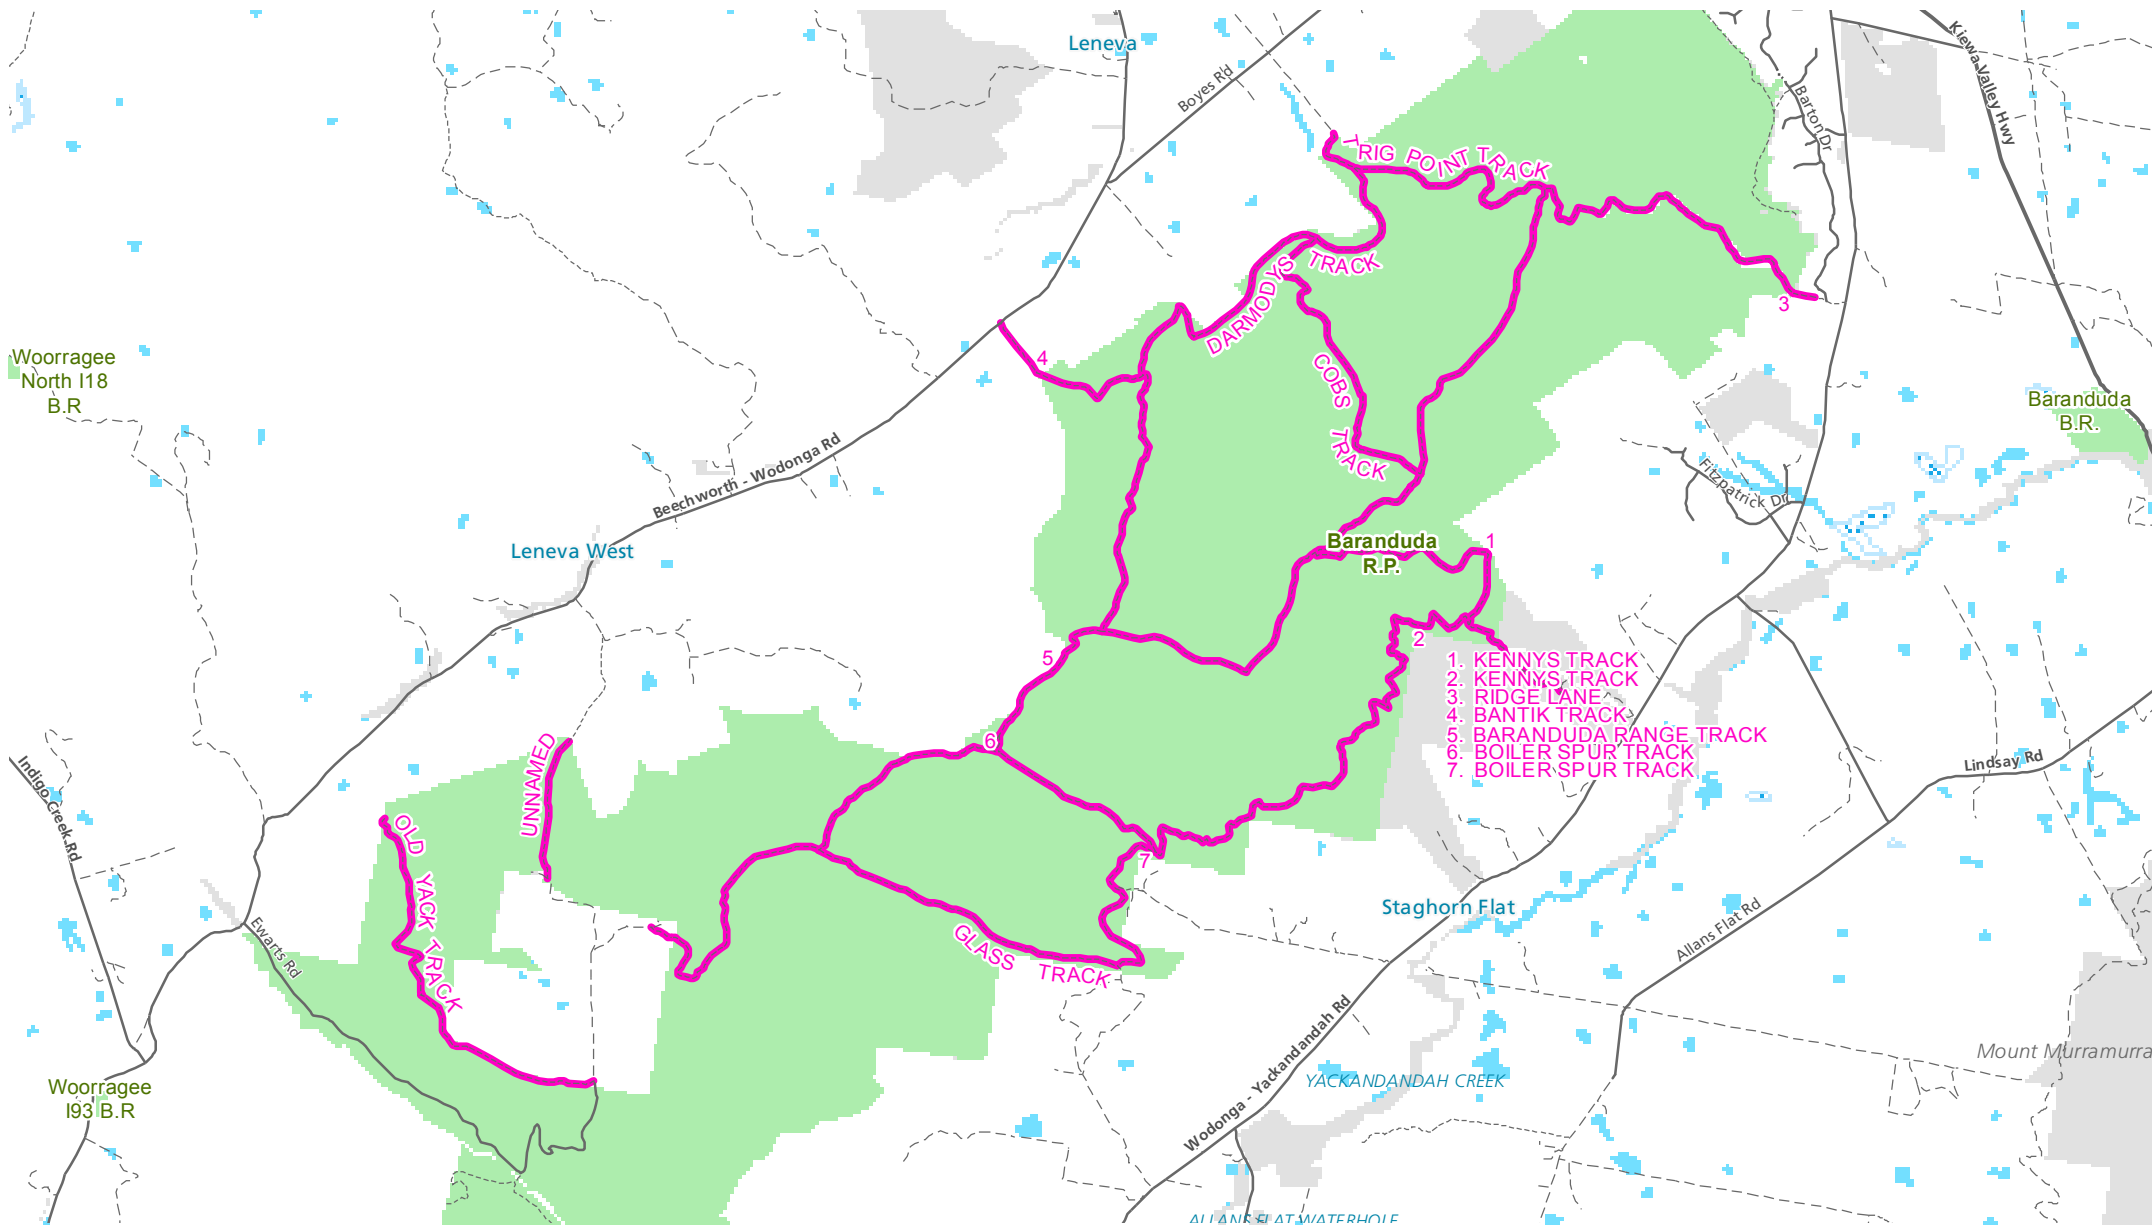 Leneva
Boyes Rd
Kiewa Valley Hwy
Barton Dr
TRIG POINT TRACK
DARMODYS TRACK
3
4
Woorragee
North I18
B.R
COBS TRACK
Baranduda
B.R.
Beechworth - Wodonga Rd
Fitzpatrick Dr
Leneva West
Baranduda
R.P.
1
2
5
1. KENNYS TRACK
2. KENNYS TRACK
3. RIDGE LANE
4. BANTIK TRACK
5. BARANDUDA RANGE TRACK
6. BOILER SPUR TRACK
7. BOILER SPUR TRACK
6
UNNAMED
Indigo Creek Rd
Lindsay Rd
OLD YACK TRACK
7
Staghorn Flat
Allans Flat Rd
Ewarts Rd
GLASS TRACK
Wodonga - Yackandandah Rd
Mount Murramurra
YACKANDANDAH CREEK
Woorragee
I93 B.R
ALLANS FLAT WATERHOLE